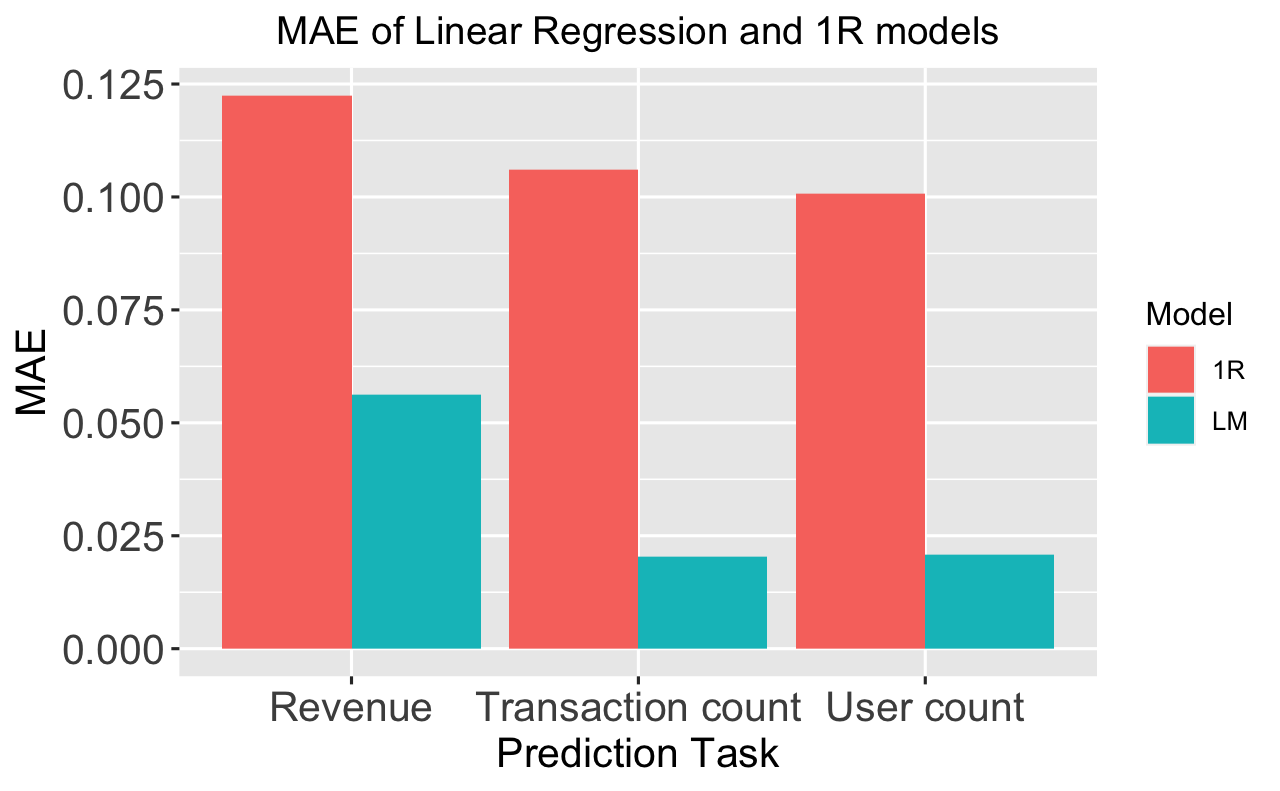 MAE of Linear Regression and 1R models
0.125
0.100
0.075
0.050
0.025
0.000
MAE
Revenue Transaction count User count
Prediction Task
Model
1R
LM